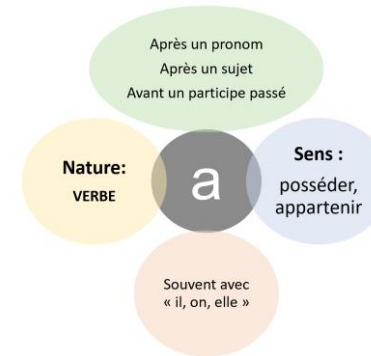 Après un pronom
Après un sujet
Avant un participe passé
Nature:
VERBE
a
Sens :
posséder,
appartenir
Souvent avec
« il, on, elle »